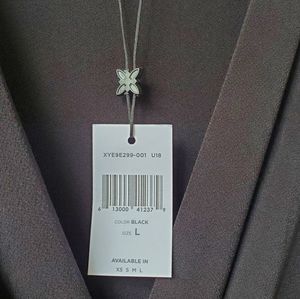 XYE9E299-001 U18
6 13000 41237 9
COLOR BLACK
SIZE L
AVAILABLE IN
XS S M L